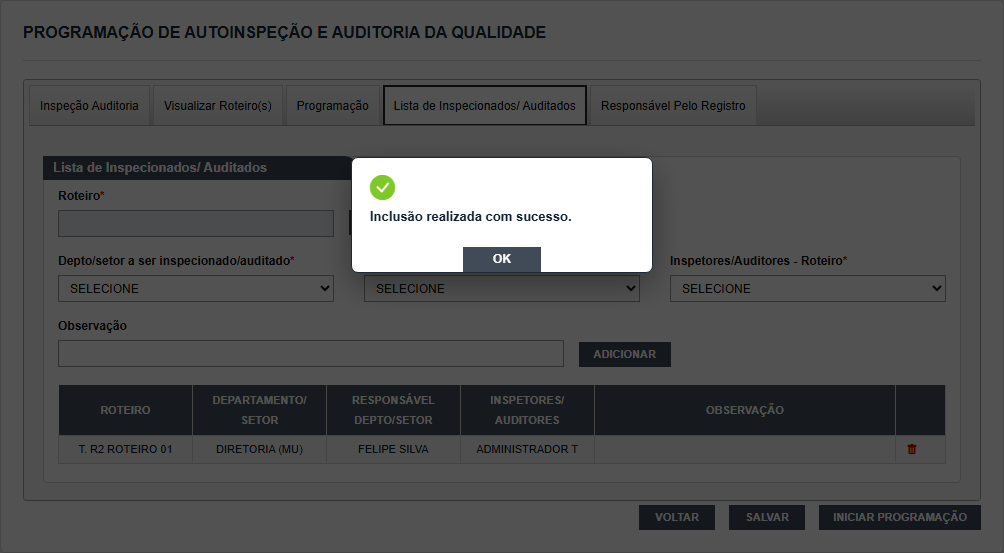 PROGRAMAÇÃO DE AUTOINSPEÇÃO E AUDITORIA DA QUALIDADE
Inspeção Auditoria
Visualizar Roteiro(s)
Programação
Lista de Inspecionados/ Auditados
Responsável Pelo Registro
Lista de Inspecionados/ Auditados
Roteiro*
Inclusão realizada com sucesso.
OK
Depto/setor a ser inspecionado/auditado*
Inspetores/Auditores - Roteiro*
SELECIONE
SELECIONE
SELECIONE
Observação
ADICIONAR
ROTEIRO
DEPARTAMENTO/
SETOR
RESPONSÁVEL
DEPTO/SETOR
INSPETORES/
AUDITORES
OBSERVAÇÃO
T. R2 ROTEIRO 01
DIRETORIA (MU)
FELIPE SILVA
ADMINISTRADOR T
VOLTAR
SALVAR
INICIAR PROGRAMAÇÃO